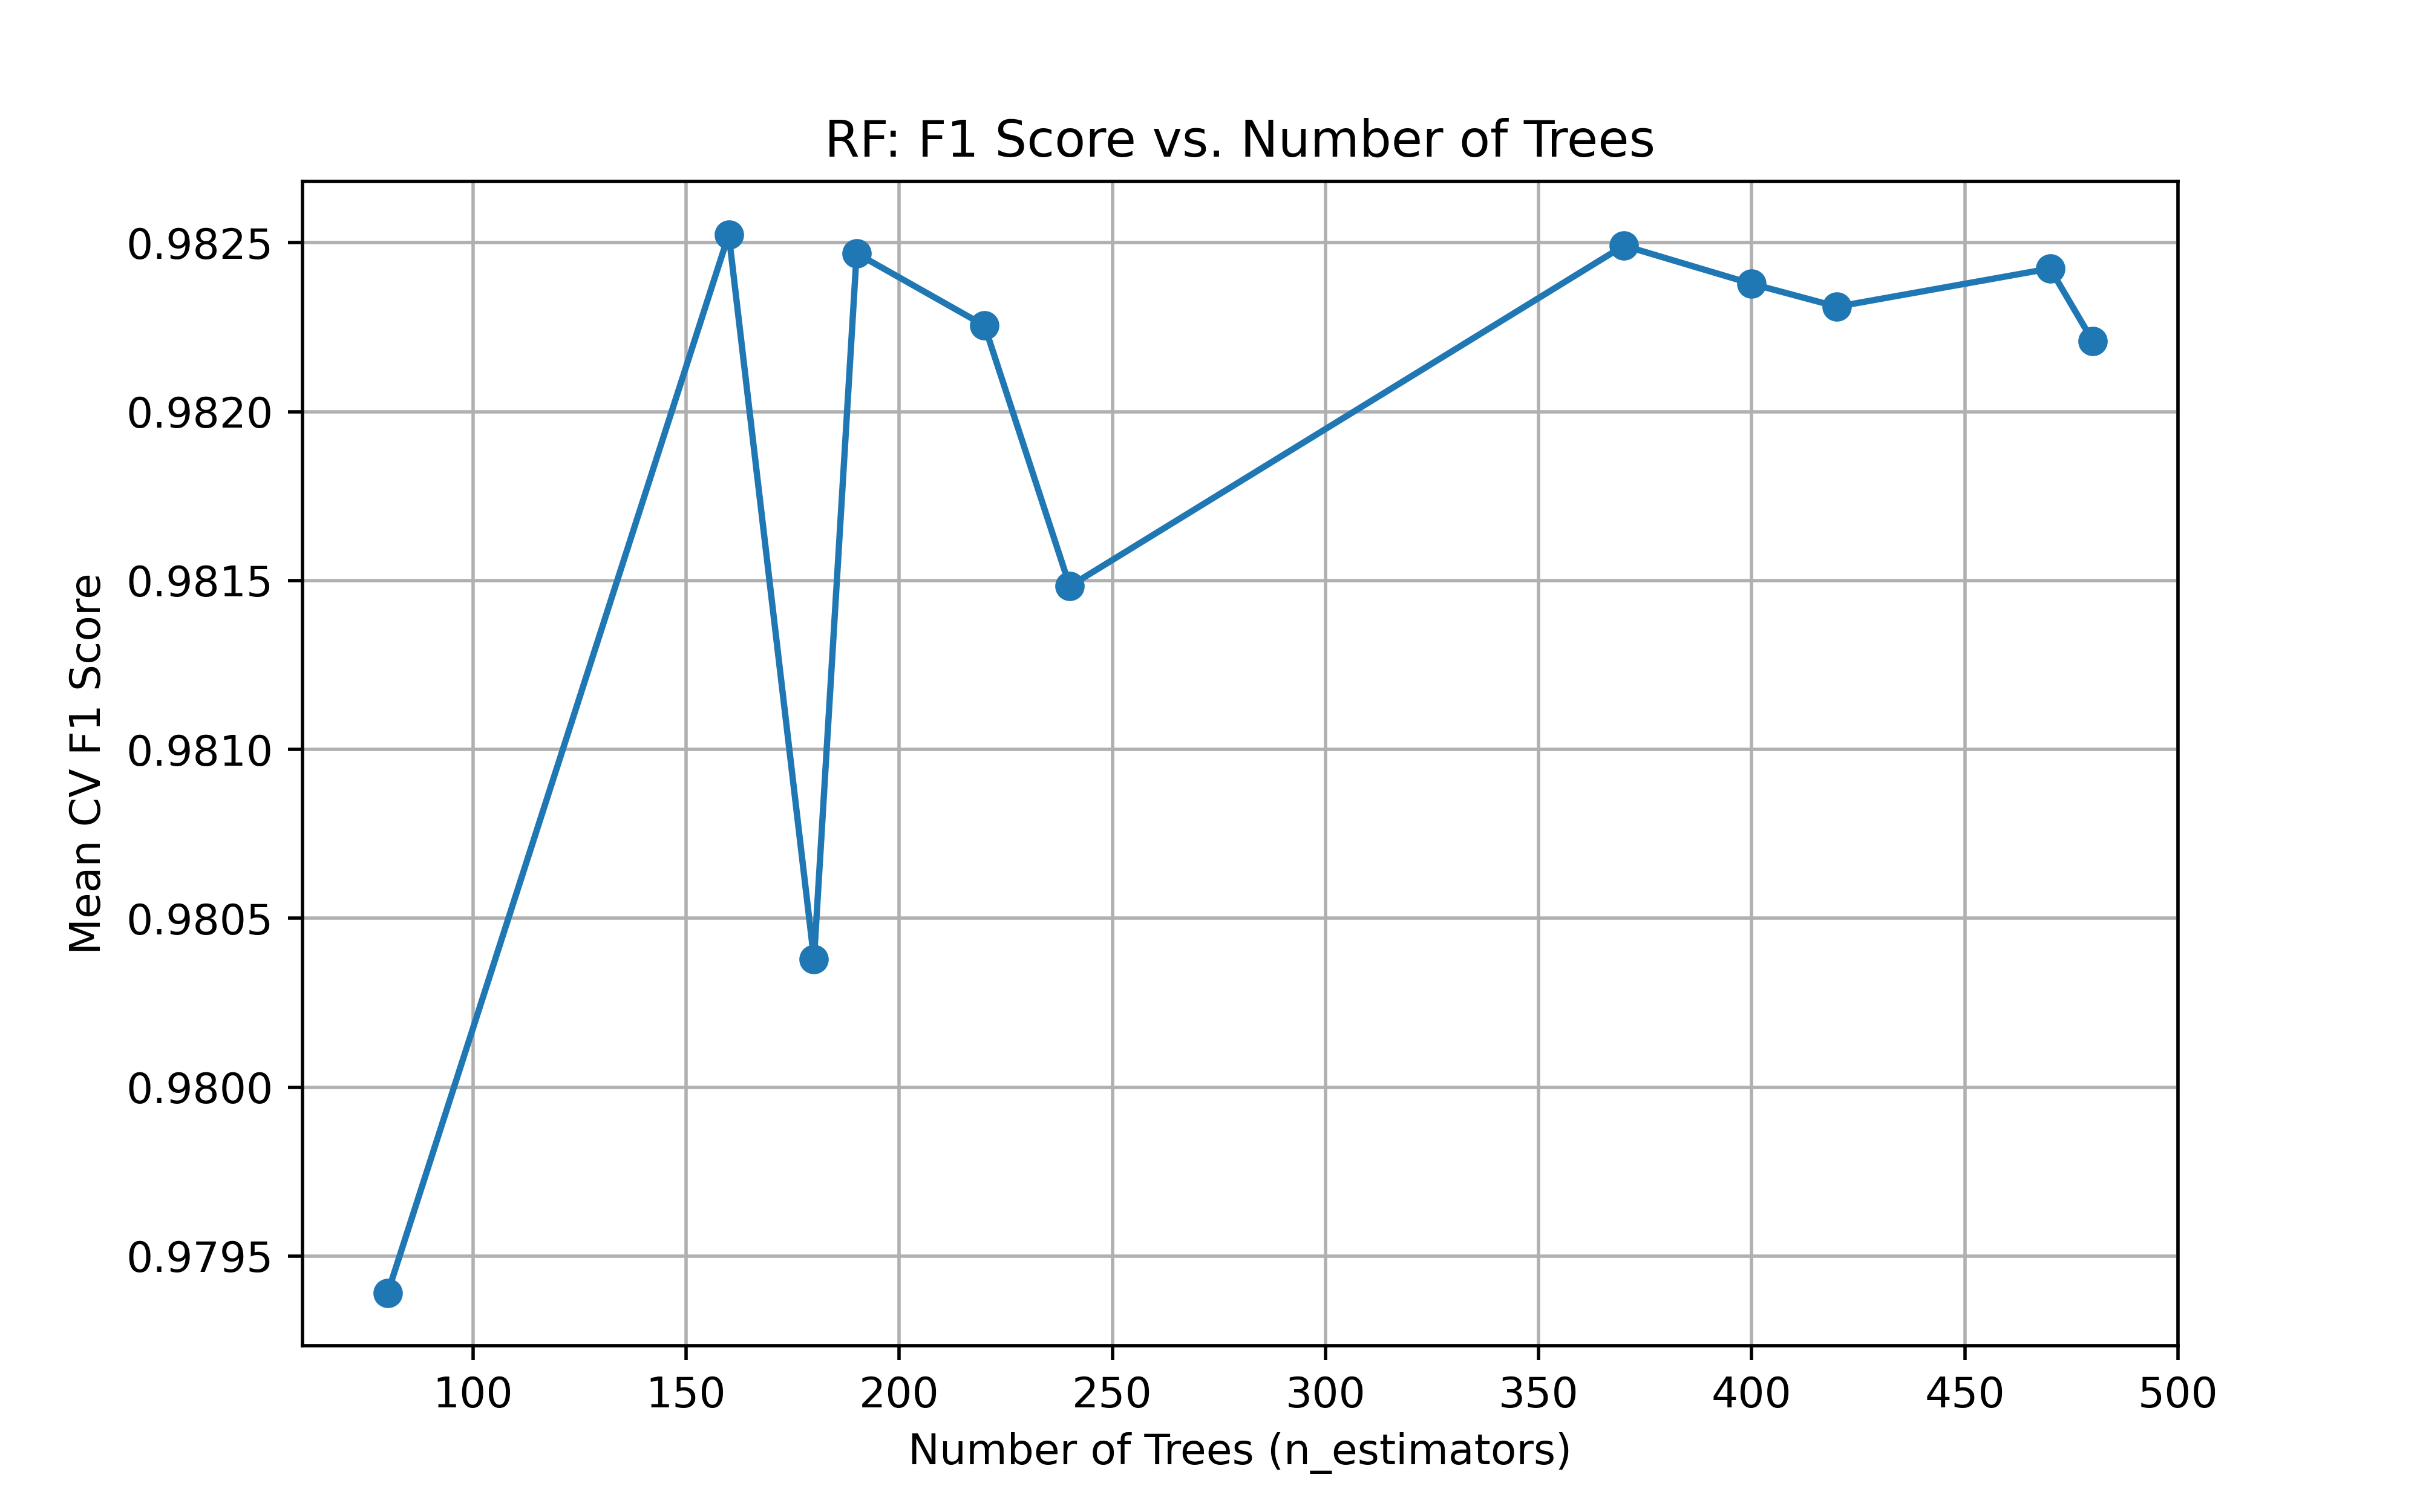 RF: F1 Score vs. Number of Trees
Mean CV F1 Score
0.9825
0.9820
0.9815
0.9810
0.9805
0.9800
0.9795
100 150 200 250 300 350 400 450 500
Number of Trees (n_estimators)